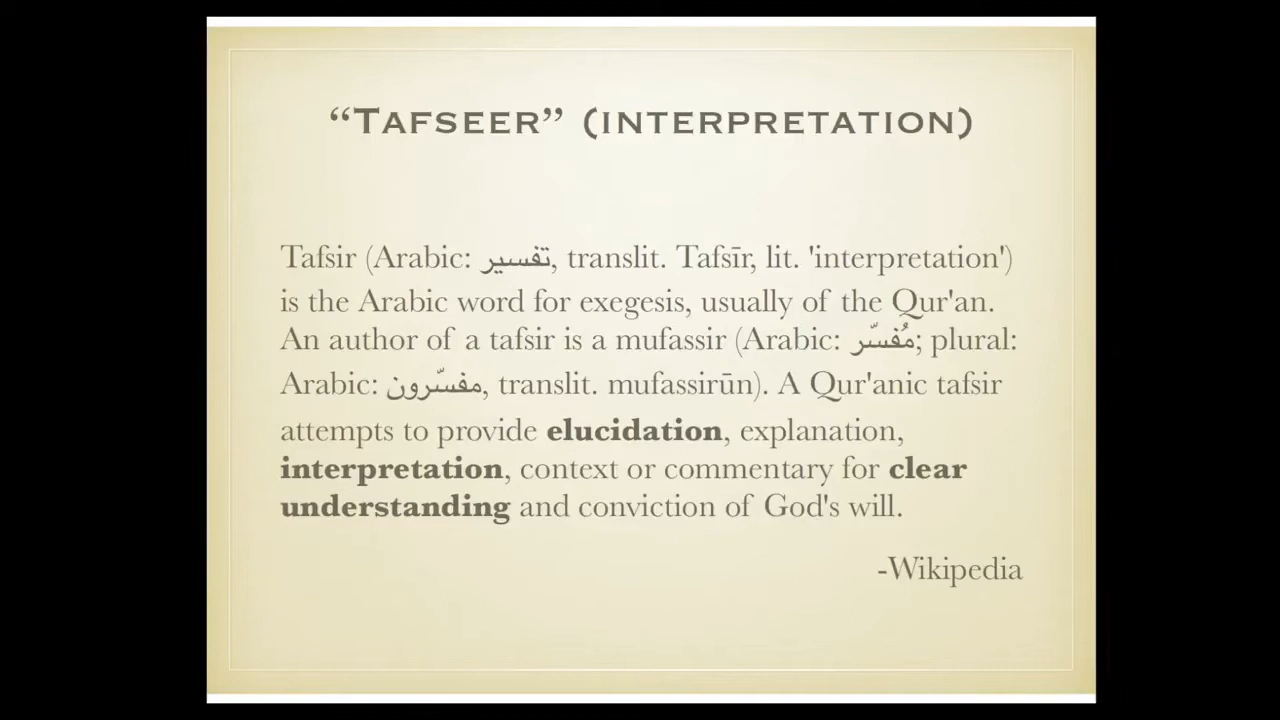 “TAFSEER” (INTERPRETATION)
Tafsir (Arabic: تفسير, translit. Tafsīr, lit. 'interpretation')
is the Arabic word for exegesis, usually of the Qur'an.
An author of a tafsir is a mufassir (Arabic: مُفسّر; plural:
Arabic: مفسّرون, translit. mufassirūn). A Qur'anic tafsir
attempts to provide elucidation, explanation,
interpretation, context or commentary for clear
understanding and conviction of God's will.
-Wikipedia